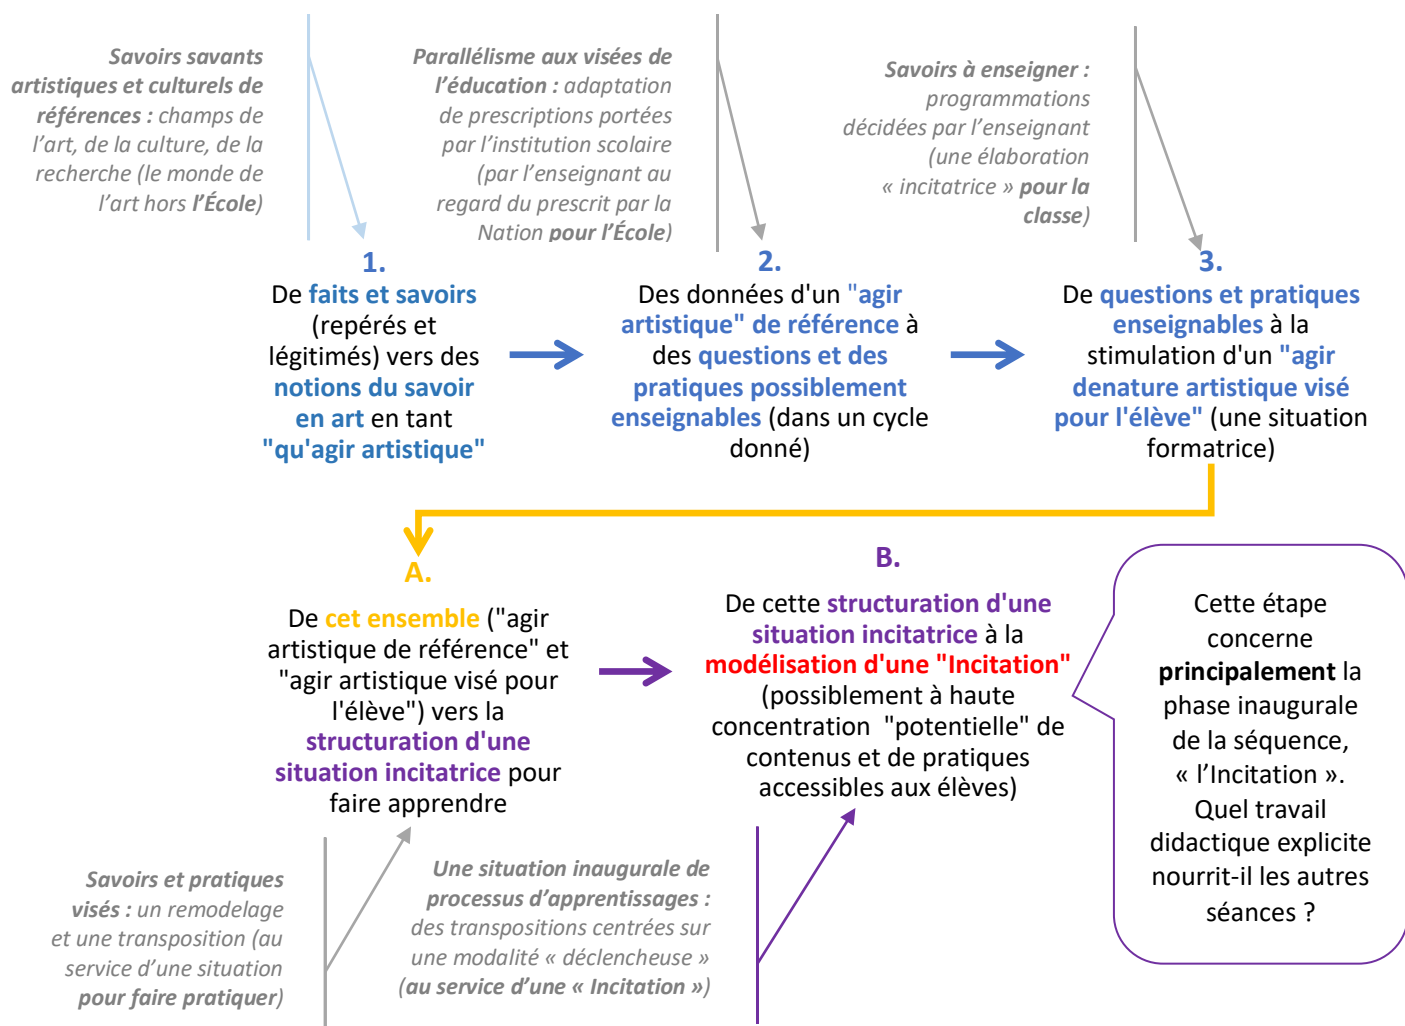 Savoirs savants
artistiques et culturels de
références : champs de
l'art, de la culture, de la
recherche (le monde de
l'art hors l'École)
Parallélisme aux visées de
l'éducation : adaptation
de prescriptions portées
par l'institution scolaire
(par l'enseignant au
regard du prescrit par la
Nation pour l'École)
Savoirs à enseigner :
programmations
décidées par l'enseignant
(une élaboration
« incitatrice » pour la
classe)
1.
De faits et savoirs
(repérés et
légitimés) vers des
notions du savoir
en art en tant
"qu'agir artistique"
2.
Des données d'un "agir
artistique" de référence à
des questions et des
pratiques possiblement
enseignables (dans un cycle
donné)
3.
De questions et pratiques
enseignables à la
stimulation d'un "agir
denature artistique visé
pour l'élève" (une situation
formatrice)
A.
De cet ensemble ("agir
artistique de référence" et
"agir artistique visé pour
l'élève") vers la
structuration d'une
situation incitatrice pour
faire apprendre
B.
De cette structuration d'une
situation incitatrice à la
modélisation d'une "Incitation"
(possiblement à haute
concentration "potentielle" de
contenus et de pratiques
accessibles aux élèves)
Cette étape
concerne
principalement la
phase inaugurale
de la séquence,
« l'Incitation ».
Quel travail
didactique explicite
nourrit-il les autres
séances ?
Savoirs et pratiques
visés : un remodelage
et une transposition (au
service d'une situation
pour faire pratiquer)
Une situation inaugurale de
processus d'apprentissages :
des transpositions centrées sur
une modalité « déclencheuse »
(au service d'une « Incitation »)